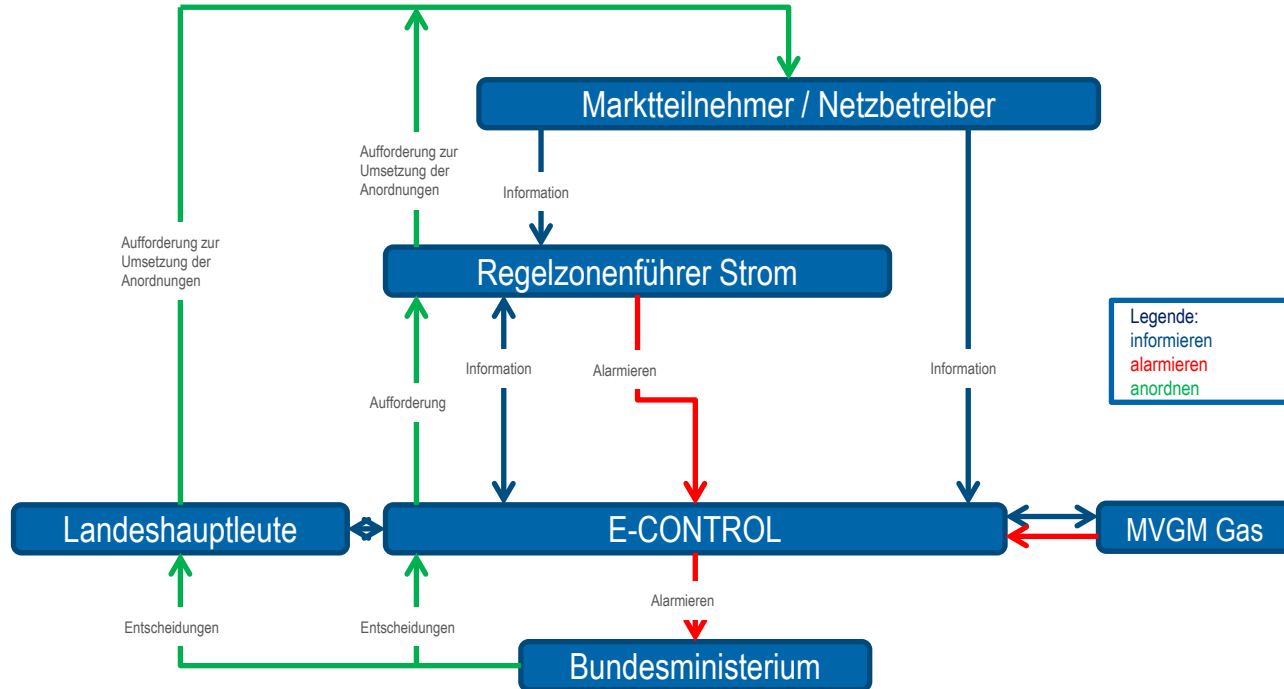 Marktteilnehmer / Netzbetreiber
Aufforderung zur
Umsetzung der
Anordnungen
Information
Aufforderung zur
Umsetzung der
Anordnungen
Regelzonenführer Strom
Legende:
informieren
alarmieren
anordnen
Information
Alarmieren
Information
Aufforderung
Landeshauptleute
E-CONTROL
MVGM Gas
Alarmieren
Entscheidungen
Entscheidungen
Bundesministerium